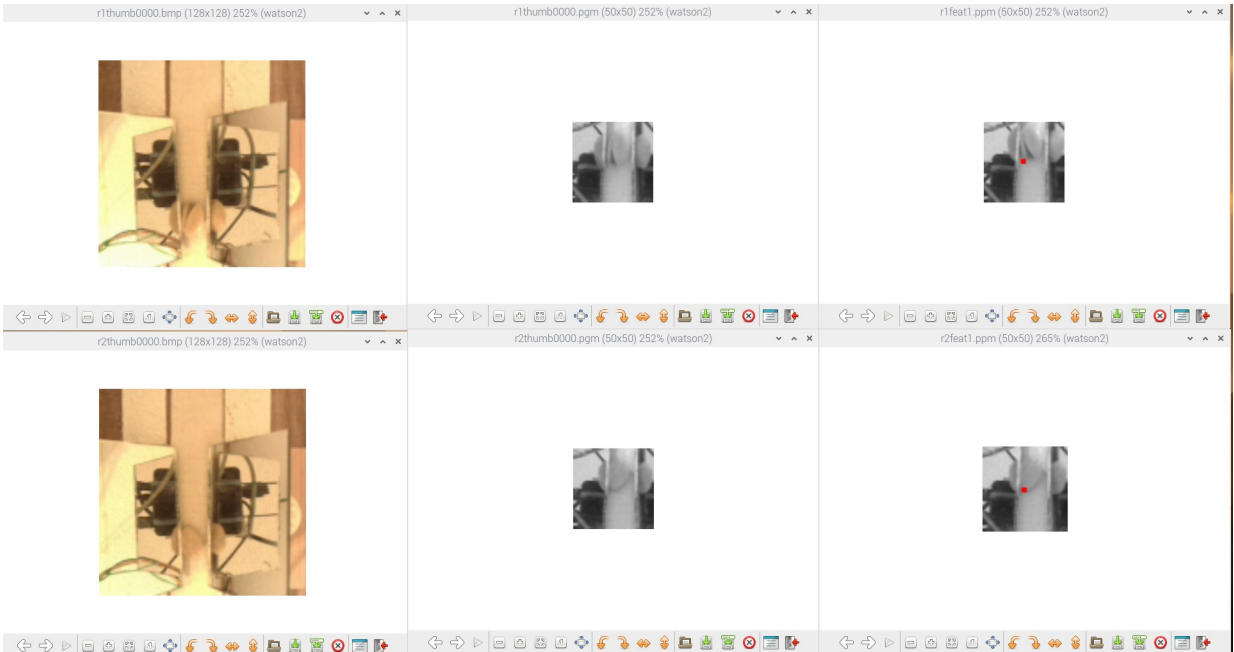 r1thumb0000.bmp (128x128) 252% (watson2)
r1thumb0000.pgm (50x50) 252% (watson2)
r1feat1.ppm (50x50) 252% (watson2)
r2thumb0000.bmp (128x128) 252% (watson2)
r2thumb0000.pgm (50x50) 252% (watson2)
r2feat1.ppm (50x50) 265% (watson2)